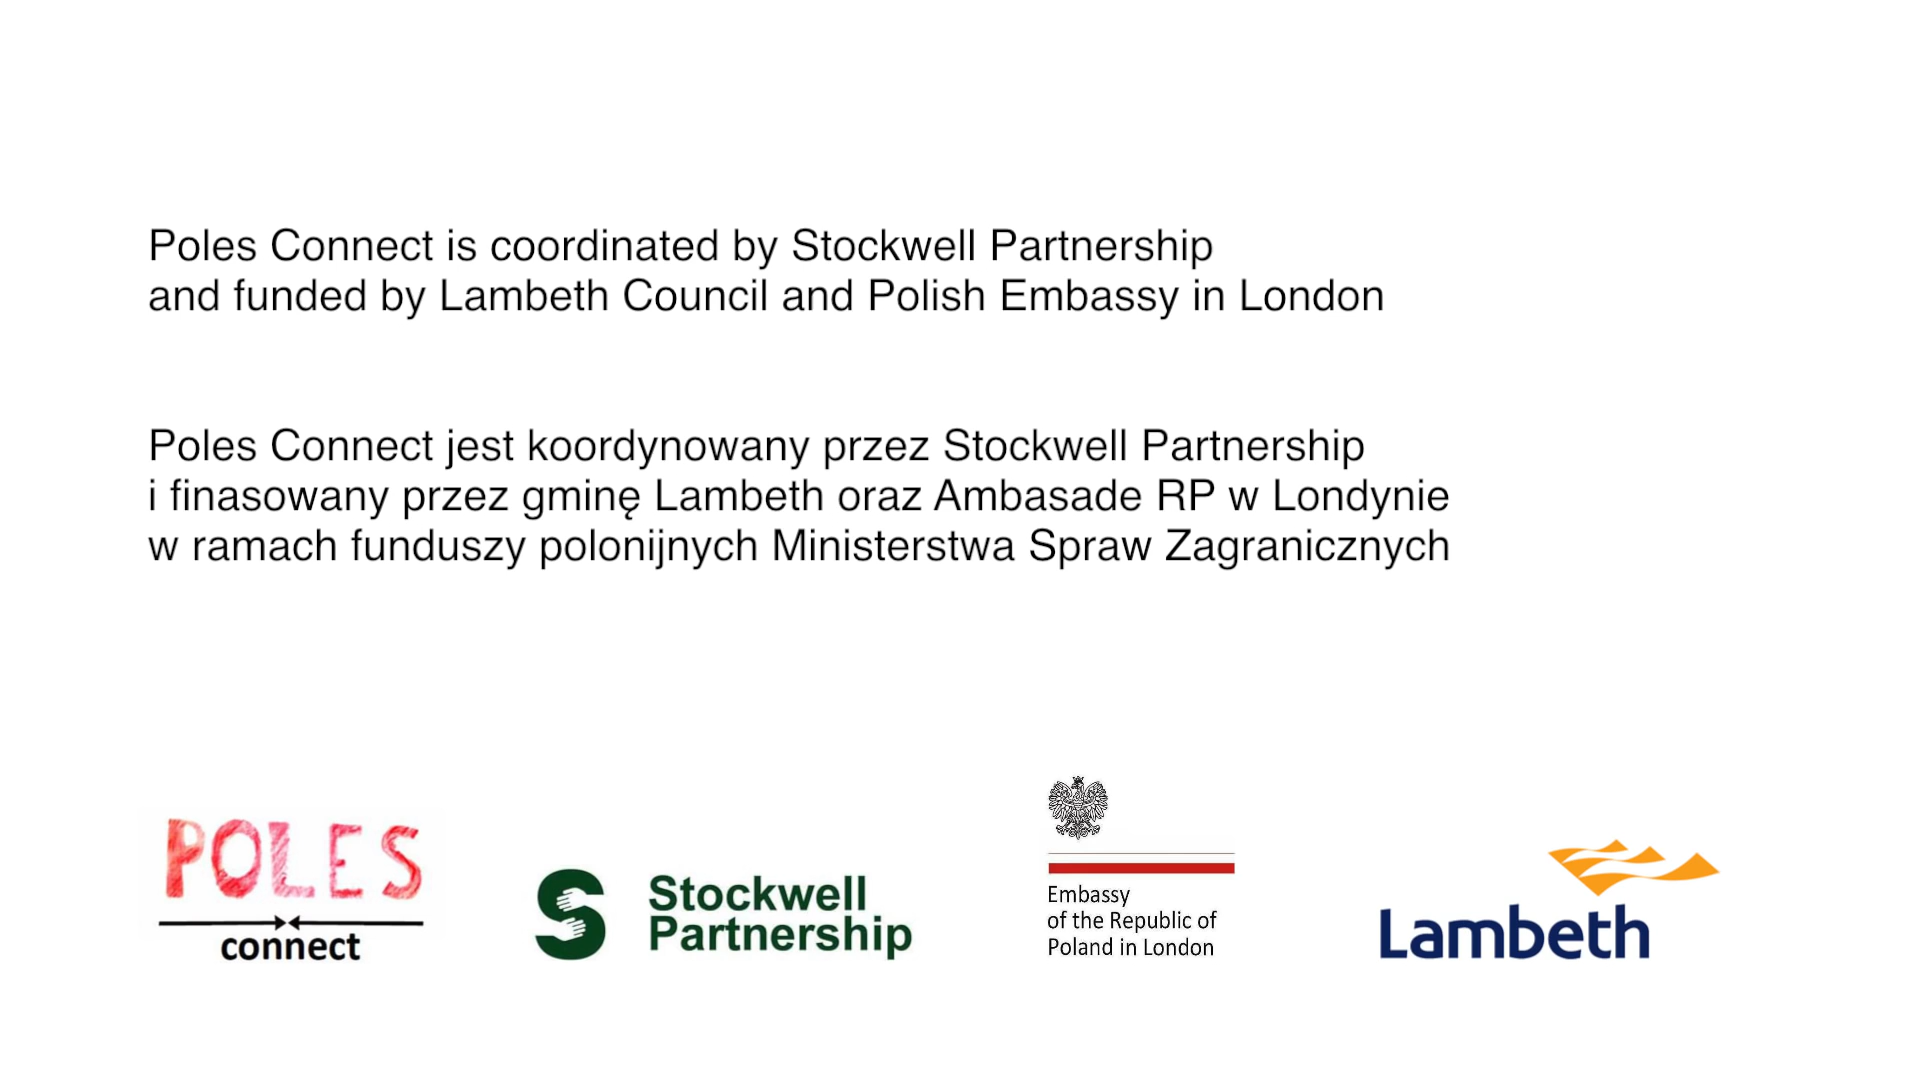 Poles Connect is coordinated by Stockwell Partnership
and funded by Lambeth Council and Polish Embassy in London
Poles Connect jest koordynowany przez Stockwell Partnership
i finasowany przez gminę Lambeth oraz Ambasade RP w Londynie
w ramach funduszy polonijnych Ministerstwa Spraw Zagranicznych
POLES
connect
Stockwell
Partnership
Embassy
of the Republic of
Poland in London
Lambeth